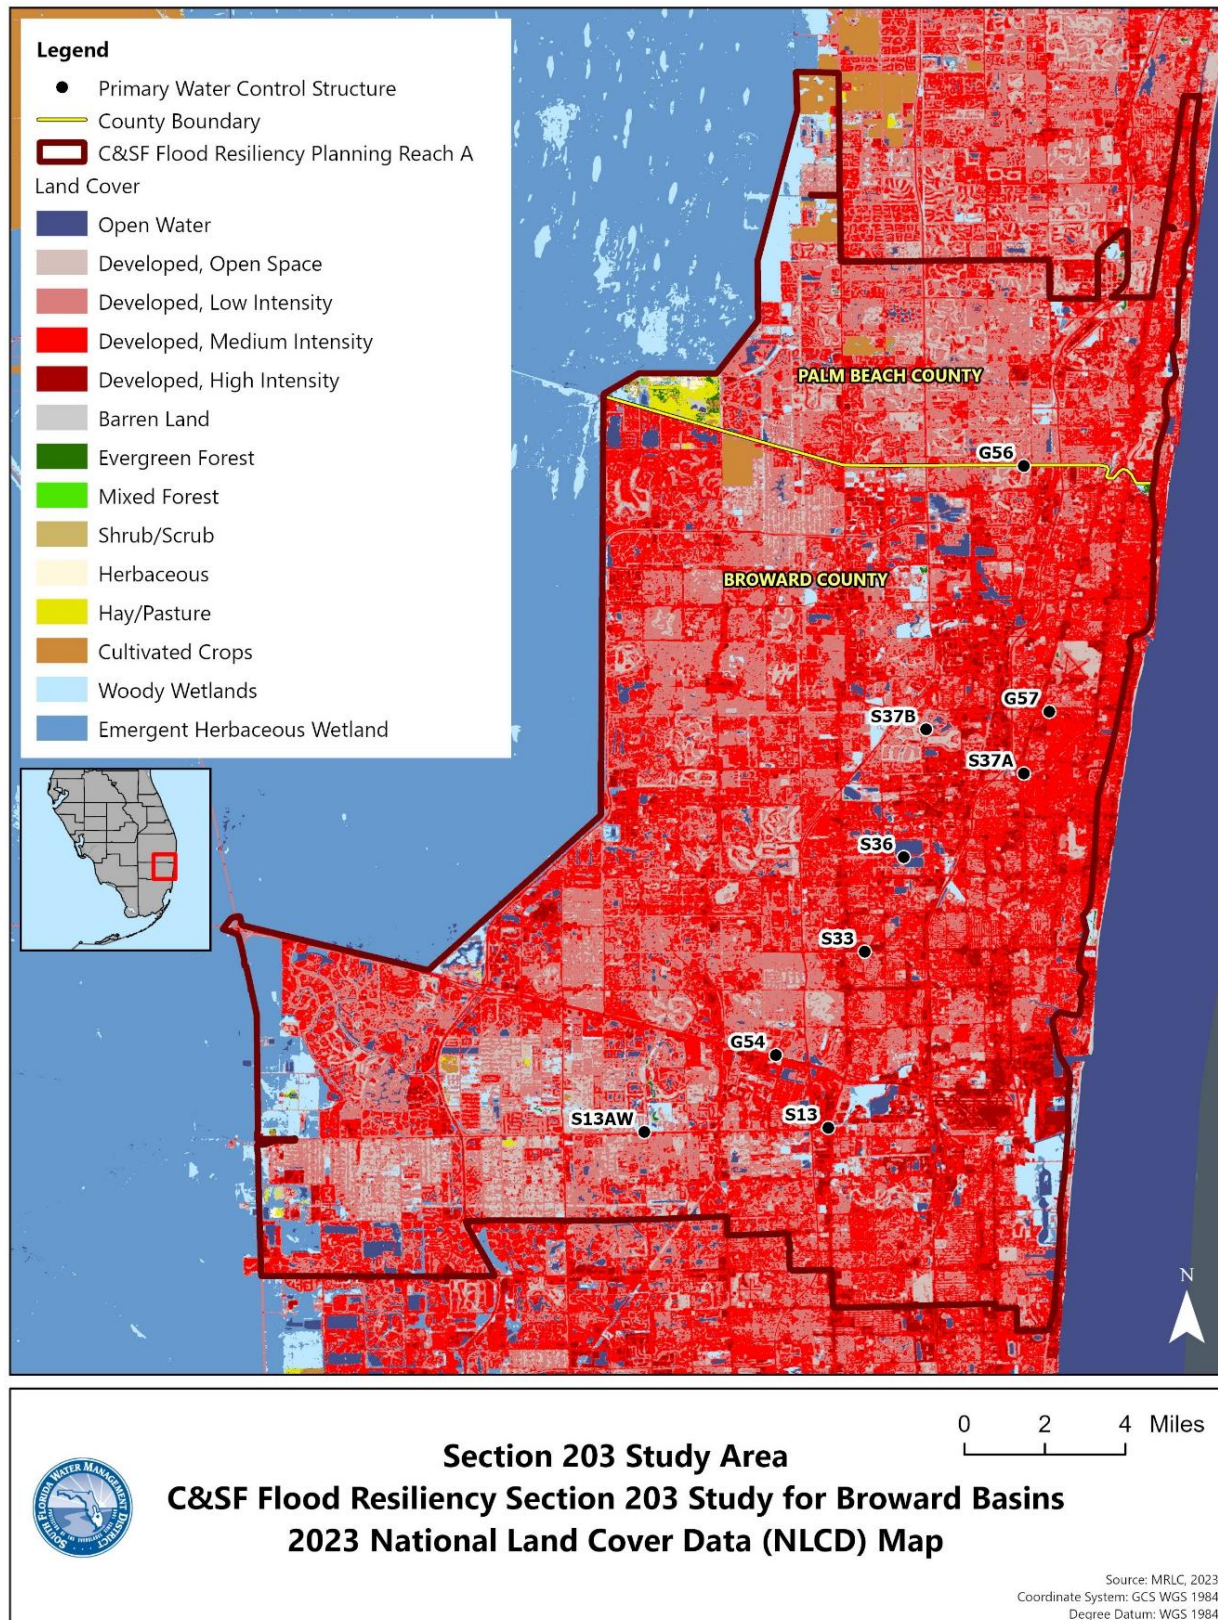 Legend
Primary Water Control Structure
County Boundary
C&SF Flood Resiliency Planning Reach A
Land Cover
Open Water
Developed, Open Space
Developed, Low Intensity
Developed, Medium Intensity
Developed, High Intensity
Barren Land
Evergreen Forest
Mixed Forest
Shrub/Scrub
Herbaceous
Hay/Pasture
Cultivated Crops
Woody Wetlands
Emergent Herbaceous Wetland
PALM BEACH COUNTY
G56
BROWARD COUNTY
G57
S37B
S37A
S36
S33
G54
S13AW
S13
N
0 2 4 Miles
Section 203 Study Area
C&SF Flood Resiliency Section 203 Study for Broward Basins
2023 National Land Cover Data (NLCD) Map
SOUTH FLORIDA WATER MANAGEMENT DISTRICT
Source: MRLC, 2023
Coordinate System: GCS WGS 1984
Degree Datum: WGS 1984